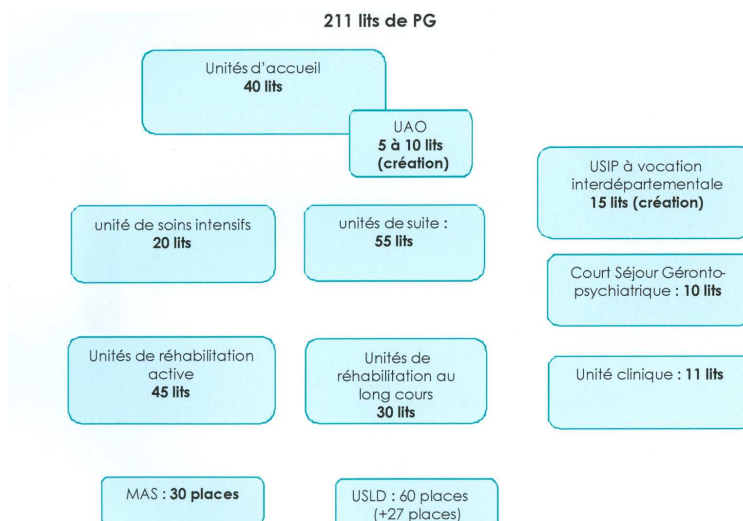 211 lits de PG
Unités d'accueil
40 lits
UAO
5 à 10 lits
(création)
USIP à vocation
interdépartementale
15 lits (création)
unité de soins intensifs
20 lits
unités de suite :
55 lits
Court Séjour Géronto-
psychiatrique : 10 lits
Unités de réhabilitation
active
45 lits
Unités de
réhabilitation au
long cours
30 lits
Unité clinique : 11 lits
MAS : 30 places
USLD : 60 places
(+27 places)